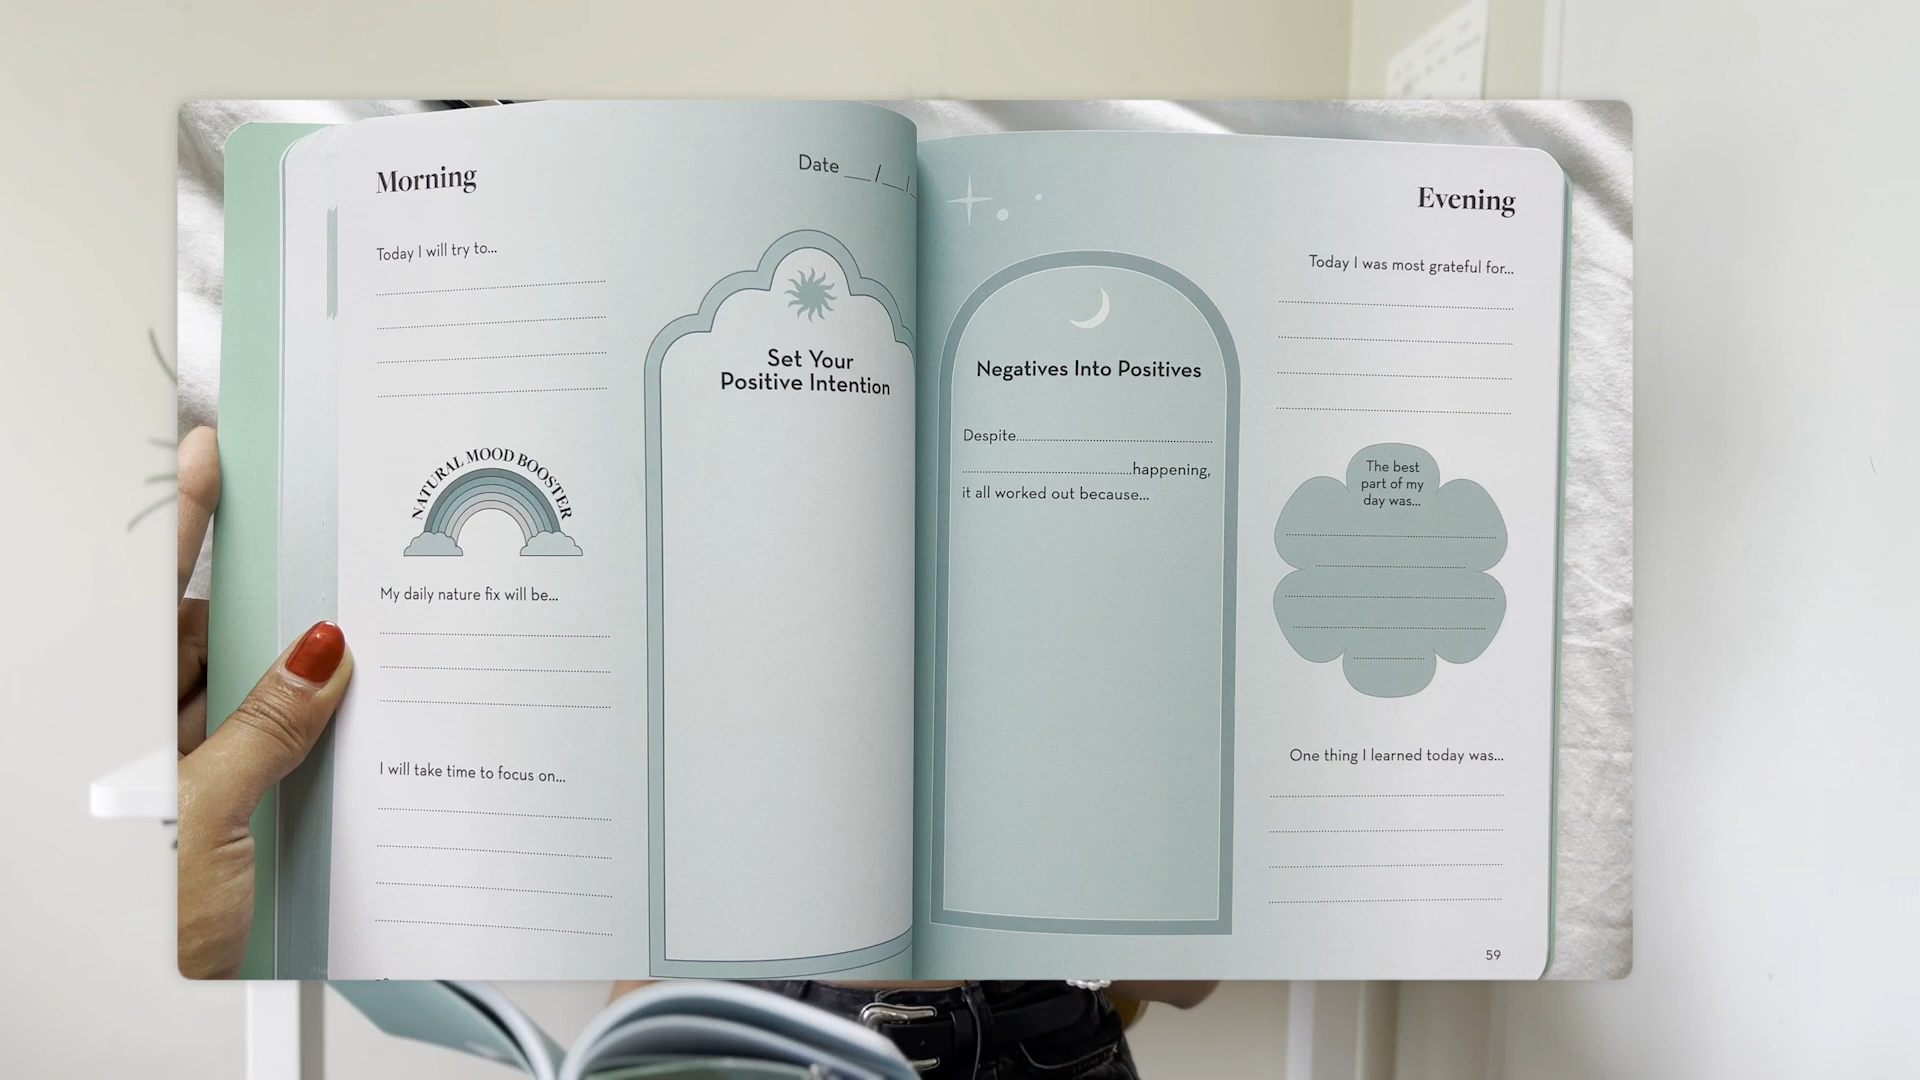 Morning
Date __/__/
Today I will try to...
NATURAL MOOD BOOSTER
My daily nature fix will be...
I will take time to focus on...
Set Your
Positive Intention
Evening
Negatives Into Positives
Despite
happening,
it all worked out because...
Today I was most grateful for...
The best
part of my
day was...
One thing I learned today was...
59